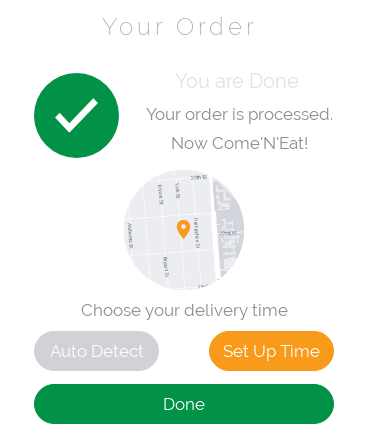 Your Order
You are Done
Your order is processed.
Now Come'N'Eat!
20th St
York St
Bryant St
Hampshire St
Alabama St
22nd St
Bryant St
Choose your delivery time
Auto Detect
Set Up Time
Done